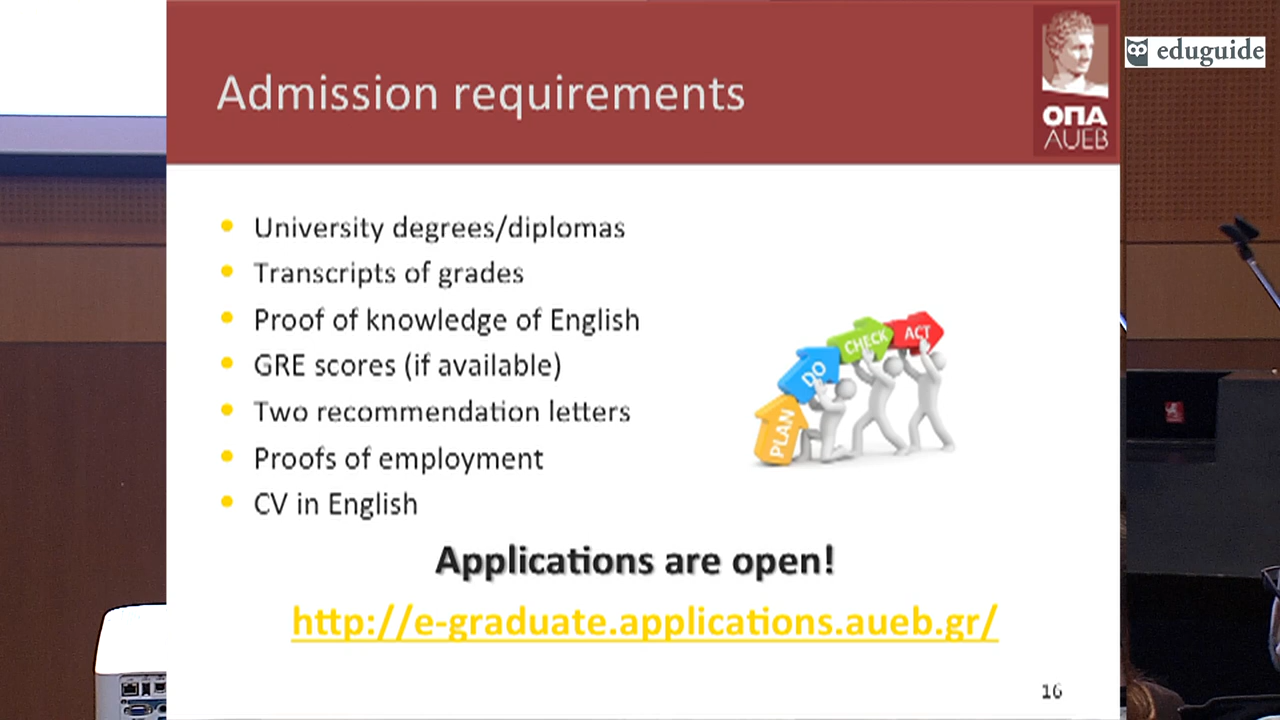 Admission requirements
ΟΠΑ
AUEB
eduguide
University degrees/diplomas
Transcripts of grades
Proof of knowledge of English
GRE scores (if available)
Two recommendation letters
Proofs of employment
CV in English
PLAN
DO
CHECK
ACT
Applications are open!
http://e-graduate.applications.aueb.gr/
16